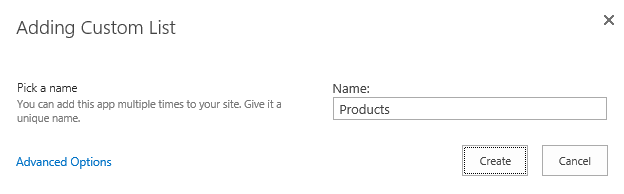 Adding Custom List
Pick a name
You can add this app multiple times to your site. Give it a
unique name.
Name:
Products
Advanced Options
Create
Cancel